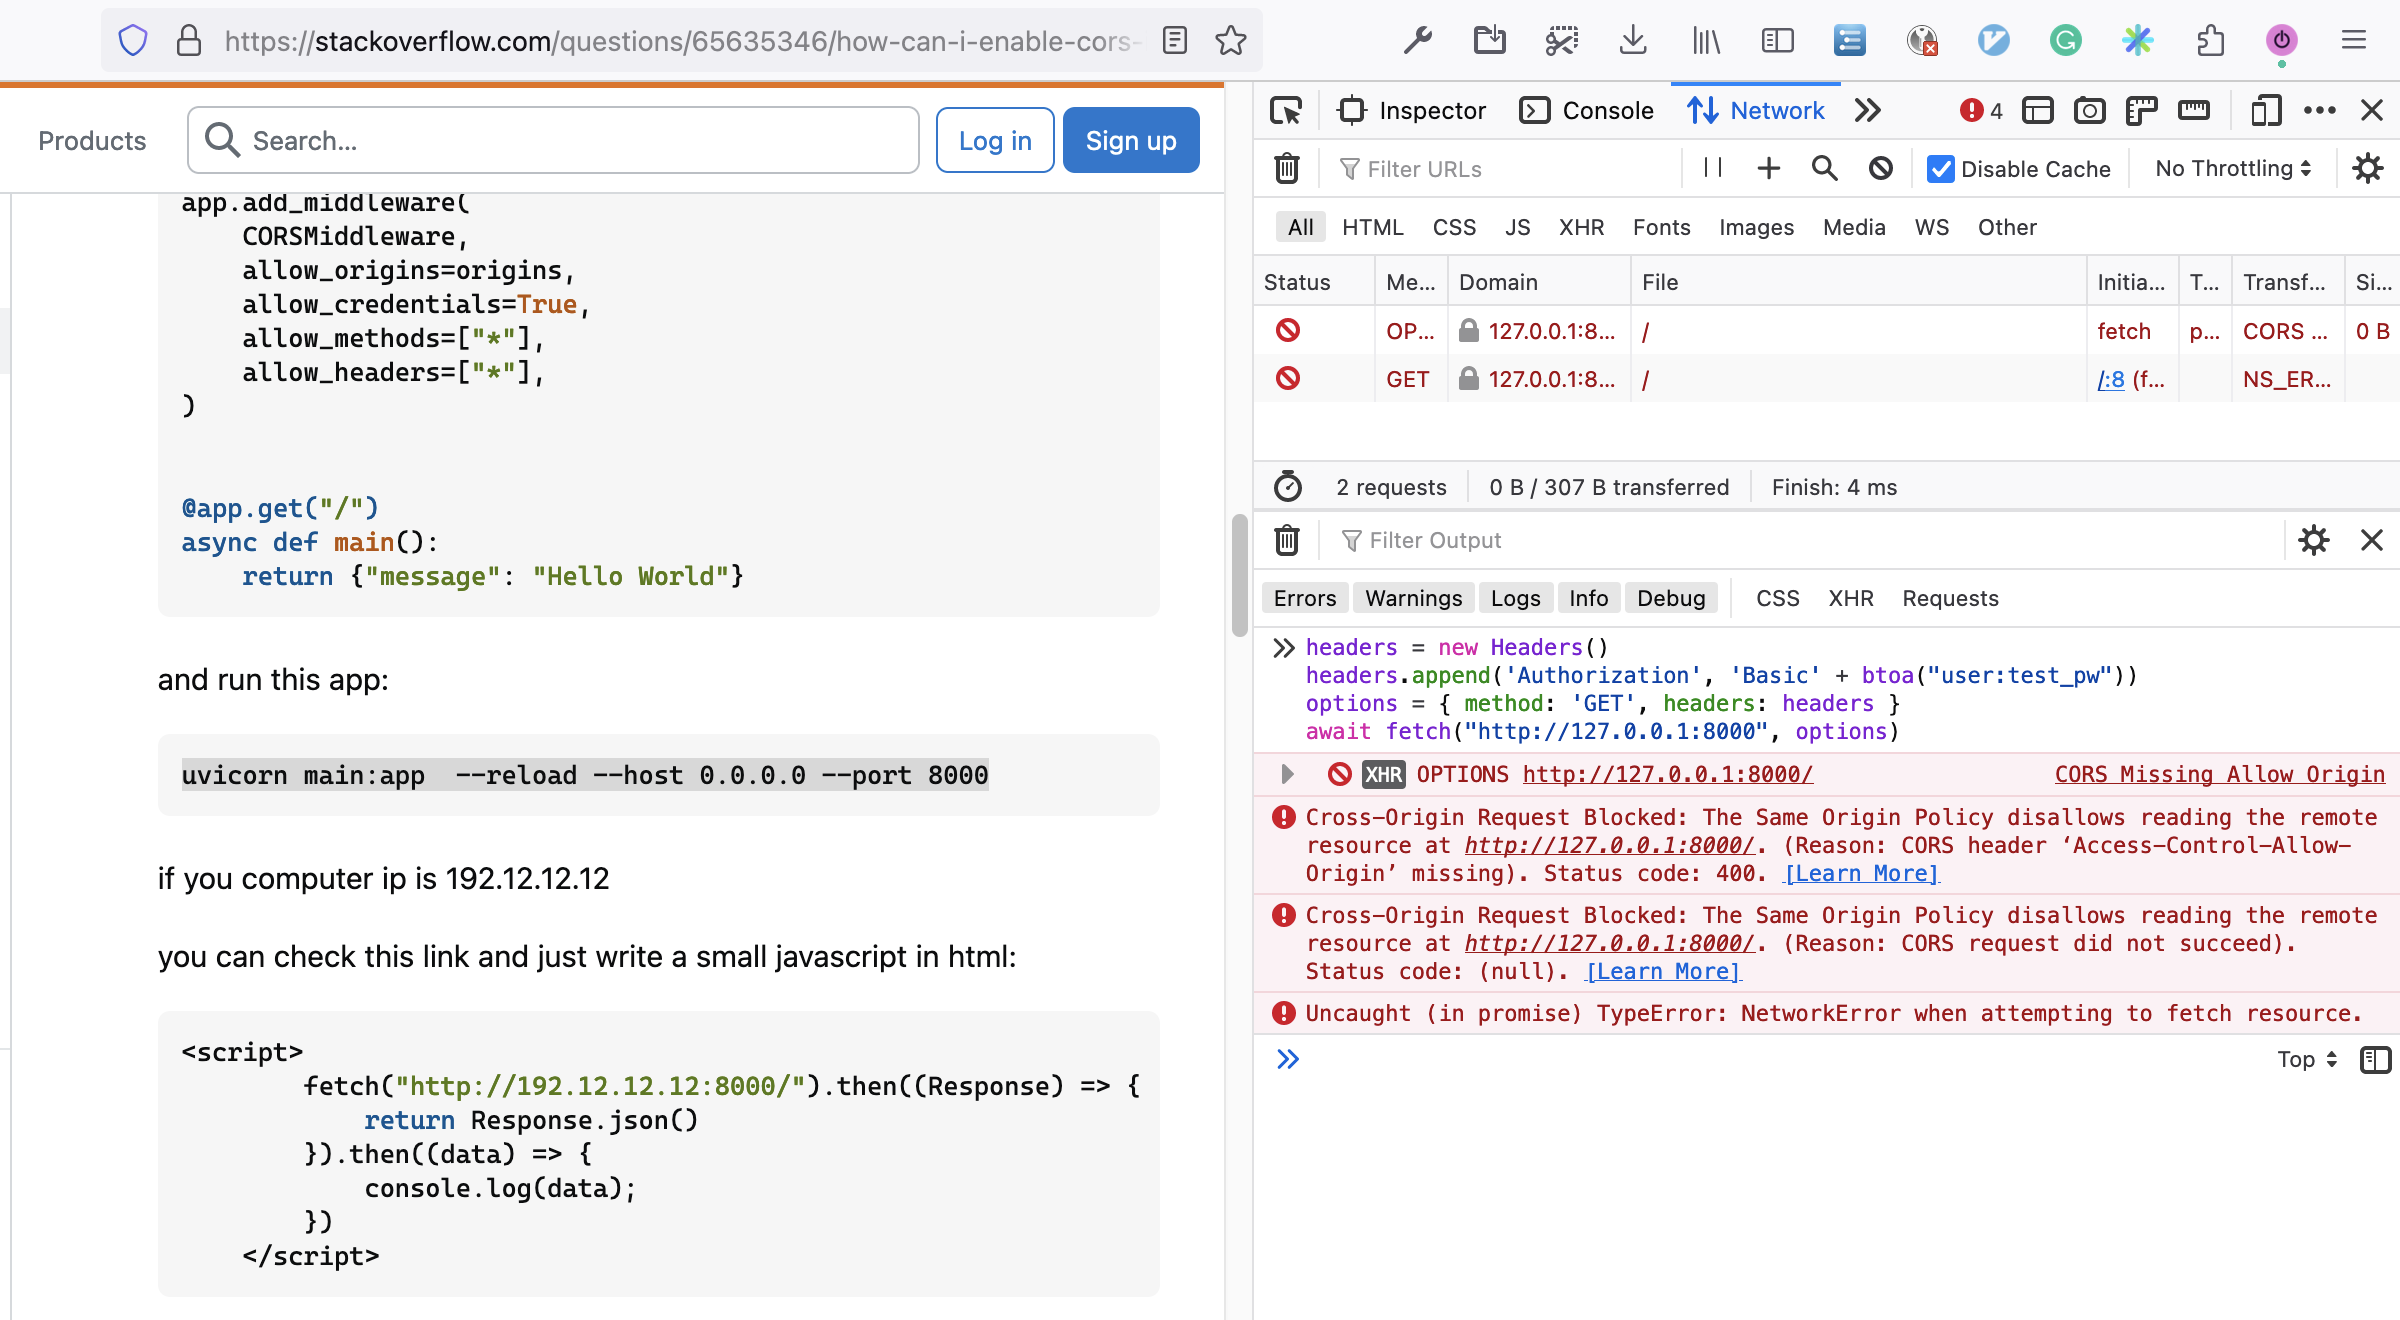 https://stackoverflow.com/questions/65635346/how-can-i-enable-cors-
Products
Search...
Log in
Sign up
app.add_middleware(
    CORSMiddleware,
    allow_origins=origins,
    allow_credentials=True,
    allow_methods=["*"],
    allow_headers=["*"],
)
@app.get("/")
async def main():
    return {"message": "Hello World"}
and run this app:
uvicorn main:app  --reload --host 0.0.0.0 --port 8000
if you computer ip is 192.12.12.12
you can check this link and just write a small javascript in html:
<script>
        fetch("http://192.12.12.12:8000/").then((Response) => {
            return Response.json()
        }).then((data) => {
            console.log(data);
        })
    </script>
Inspector Console Network 4
Filter URLs Disable Cache No Throttling
All HTML CSS JS XHR Fonts Images Media WS Other
Status Me... Domain File Initia... T... Transf... Si...
OP... 127.0.0.1:8... / fetch p... CORS ... 0 B
GET 127.0.0.1:8... / /:8 (f... NS_ER...
2 requests 0 B / 307 B transferred Finish: 4 ms
Filter Output
Errors Warnings Logs Info Debug CSS XHR Requests
headers = new Headers()
headers.append('Authorization', 'Basic' + btoa("user:test_pw"))
options = { method: 'GET', headers: headers }
await fetch("http://127.0.0.1:8000", options)
XHR OPTIONS http://127.0.0.1:8000/ CORS Missing Allow Origin
Cross-Origin Request Blocked: The Same Origin Policy disallows reading the remote
resource at http://127.0.0.1:8000/. (Reason: CORS header ‘Access-Control-Allow-
Origin’ missing). Status code: 400. [Learn More]
Cross-Origin Request Blocked: The Same Origin Policy disallows reading the remote
resource at http://127.0.0.1:8000/. (Reason: CORS request did not succeed).
Status code: (null). [Learn More]
Uncaught (in promise) TypeError: NetworkError when attempting to fetch resource.
Top